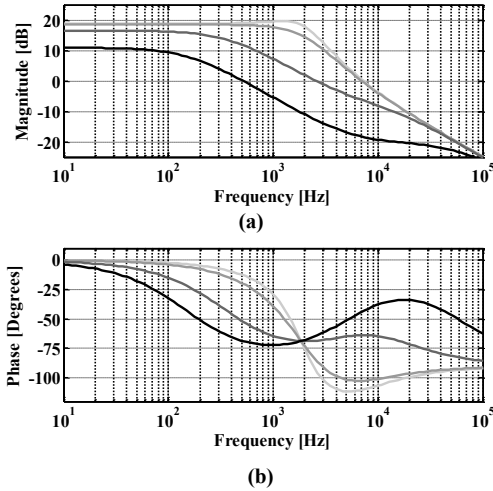 Magnitude [dB]
20
10
0
-10
-20
10^1 10^2 10^3 10^4 10^5
Frequency [Hz]
(a)
Phase [Degrees]
0
-25
-50
-75
-100
10^1 10^2 10^3 10^4 10^5
Frequency [Hz]
(b)